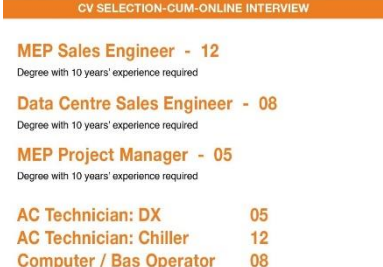 CV SELECTION-CUM-ONLINE INTERVIEW
MEP Sales Engineer - 12
Degree with 10 years' experience required
Data Centre Sales Engineer - 08
Degree with 10 years' experience required
MEP Project Manager - 05
Degree with 10 years' experience required
AC Technician: DX 05
AC Technician: Chiller 12
Computer / Bas Operator 08